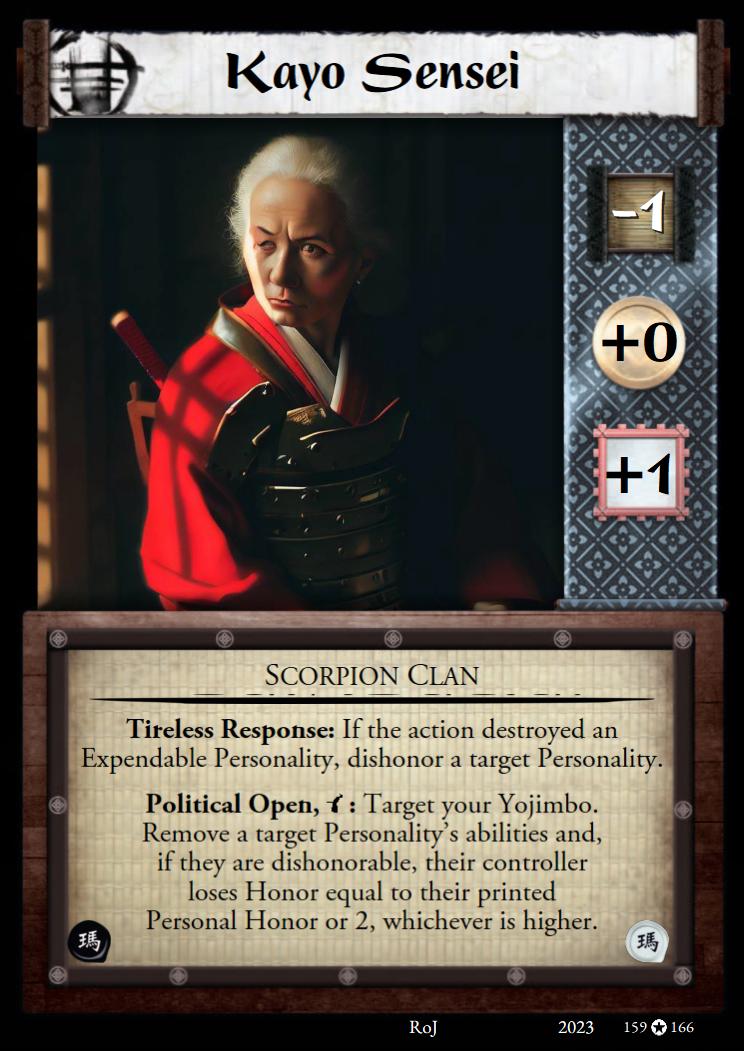 Kayo Sensei
-1
+0
+1
SCORPION CLAN
Tireless Response: If the action destroyed an
Expendable Personality, dishonor a target Personality.
Political Open, : Target your Yojimbo.
Remove a target Personality's abilities and,
if they are dishonorable, their controller
loses Honor equal to their printed
Personal Honor or 2, whichever is higher.
瑪 瑪
RoJ 2023 159 166